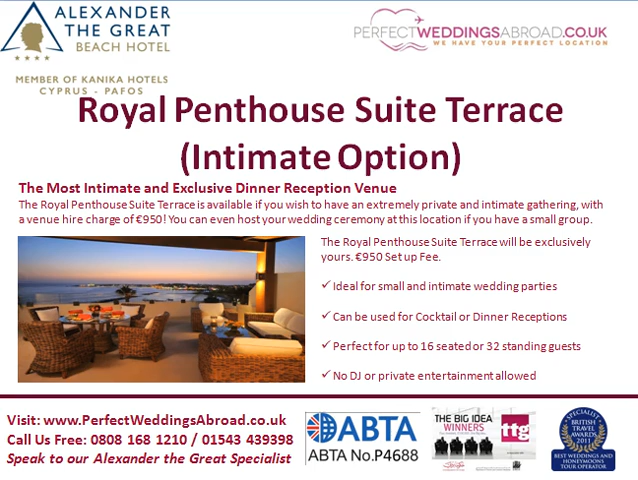 ALEXANDER
THE GREAT
BEACH HOTEL
MEMBER OF KANIKA HOTELS
CYPRUS - PAFOS
PERFECTWEDDINGSABROAD.CO.UK
WE HAVE YOUR PERFECT LOCATION
Royal Penthouse Suite Terrace
(Intimate Option)
The Most Intimate and Exclusive Dinner Reception Venue
The Royal Penthouse Suite Terrace is available if you wish to have an extremely private and intimate gathering, with
a venue hire charge of €950! You can even host your wedding ceremony at this location if you have a small group.
The Royal Penthouse Suite Terrace will be exclusively
yours. €950 Set up Fee.
✓ Ideal for small and intimate wedding parties
✓ Can be used for Cocktail or Dinner Receptions
✓ Perfect for up to 16 seated or 32 standing guests
✓ No DJ or private entertainment allowed
Visit: www.PerfectWeddingsAbroad.co.uk
Call Us Free: 0808 168 1210 / 01543 439398
Speak to our Alexander the Great Specialist
ABTA
ABTA No.P4688
THE BIG IDEA
WINNERS
ttg
SPECIALIST
BRITISH
TRAVEL
AWARDS
2011
BEST WEDDINGS AND
HONEYMOONS
TOUR OPERATOR